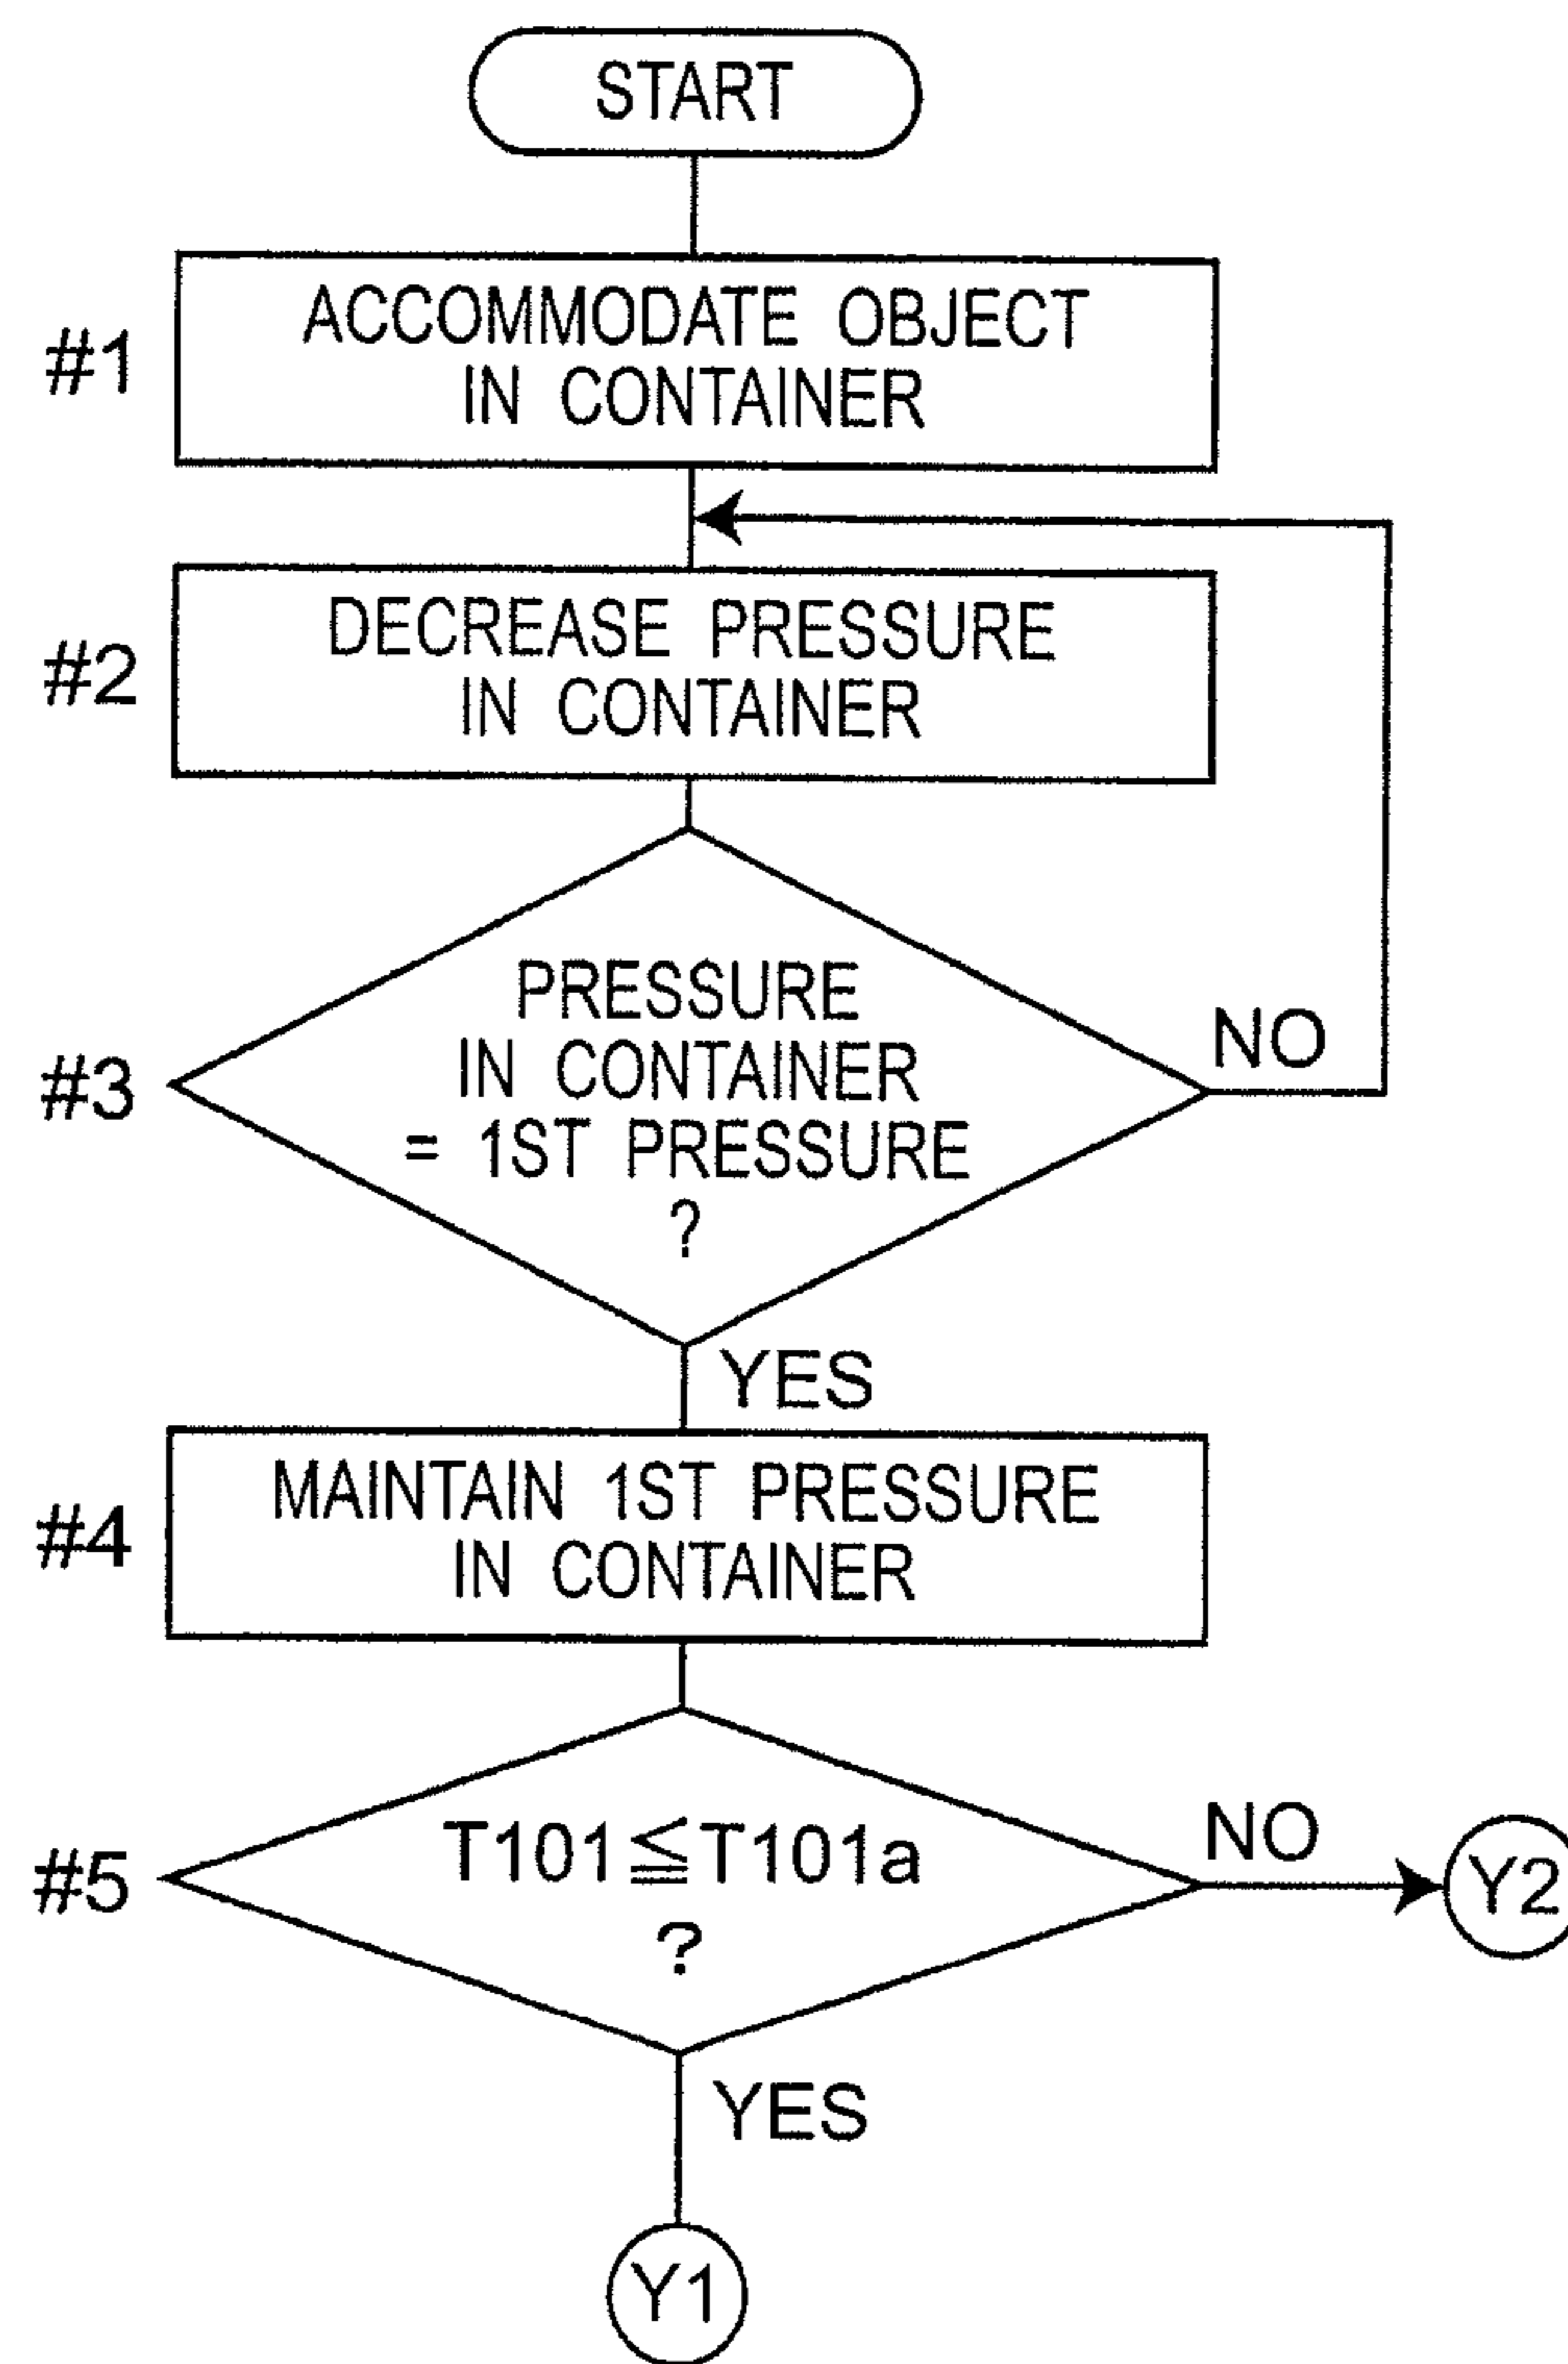 START
#1
ACCOMMODATE OBJECT
IN CONTAINER
#2
DECREASE PRESSURE
IN CONTAINER
#3
PRESSURE
IN CONTAINER
= 1ST PRESSURE
?
NO
YES
#4
MAINTAIN 1ST PRESSURE
IN CONTAINER
#5
T101≦T101a
?
NO
Y2
YES
Y1